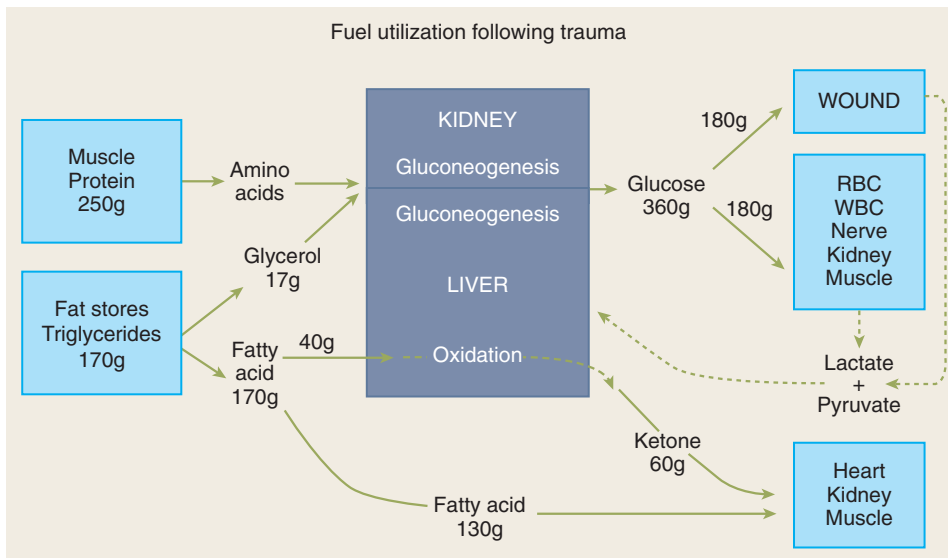 Fuel utilization following trauma
Muscle
Protein
250g
Amino
acids
Fat stores
Triglycerides
170g
Glycerol
17g
Fatty
acid
170g
40g
KIDNEY
Gluconeogenesis
Gluconeogenesis
LIVER
Oxidation
Glucose
360g
180g
180g
WOUND
RBC
WBC
Nerve
Kidney
Muscle
Lactate
+
Pyruvate
Ketone
60g
Fatty acid
130g
Heart
Kidney
Muscle